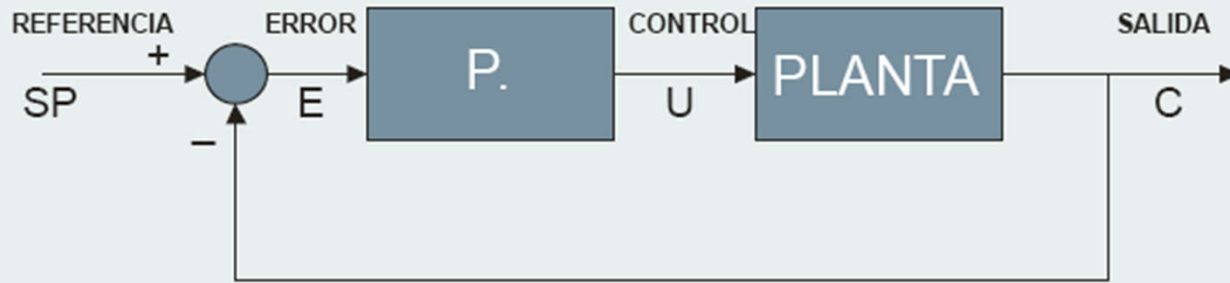 REFERENCIA
+
SP
−
ERROR
E
P.
CONTROL
U
PLANTA
SALIDA
C